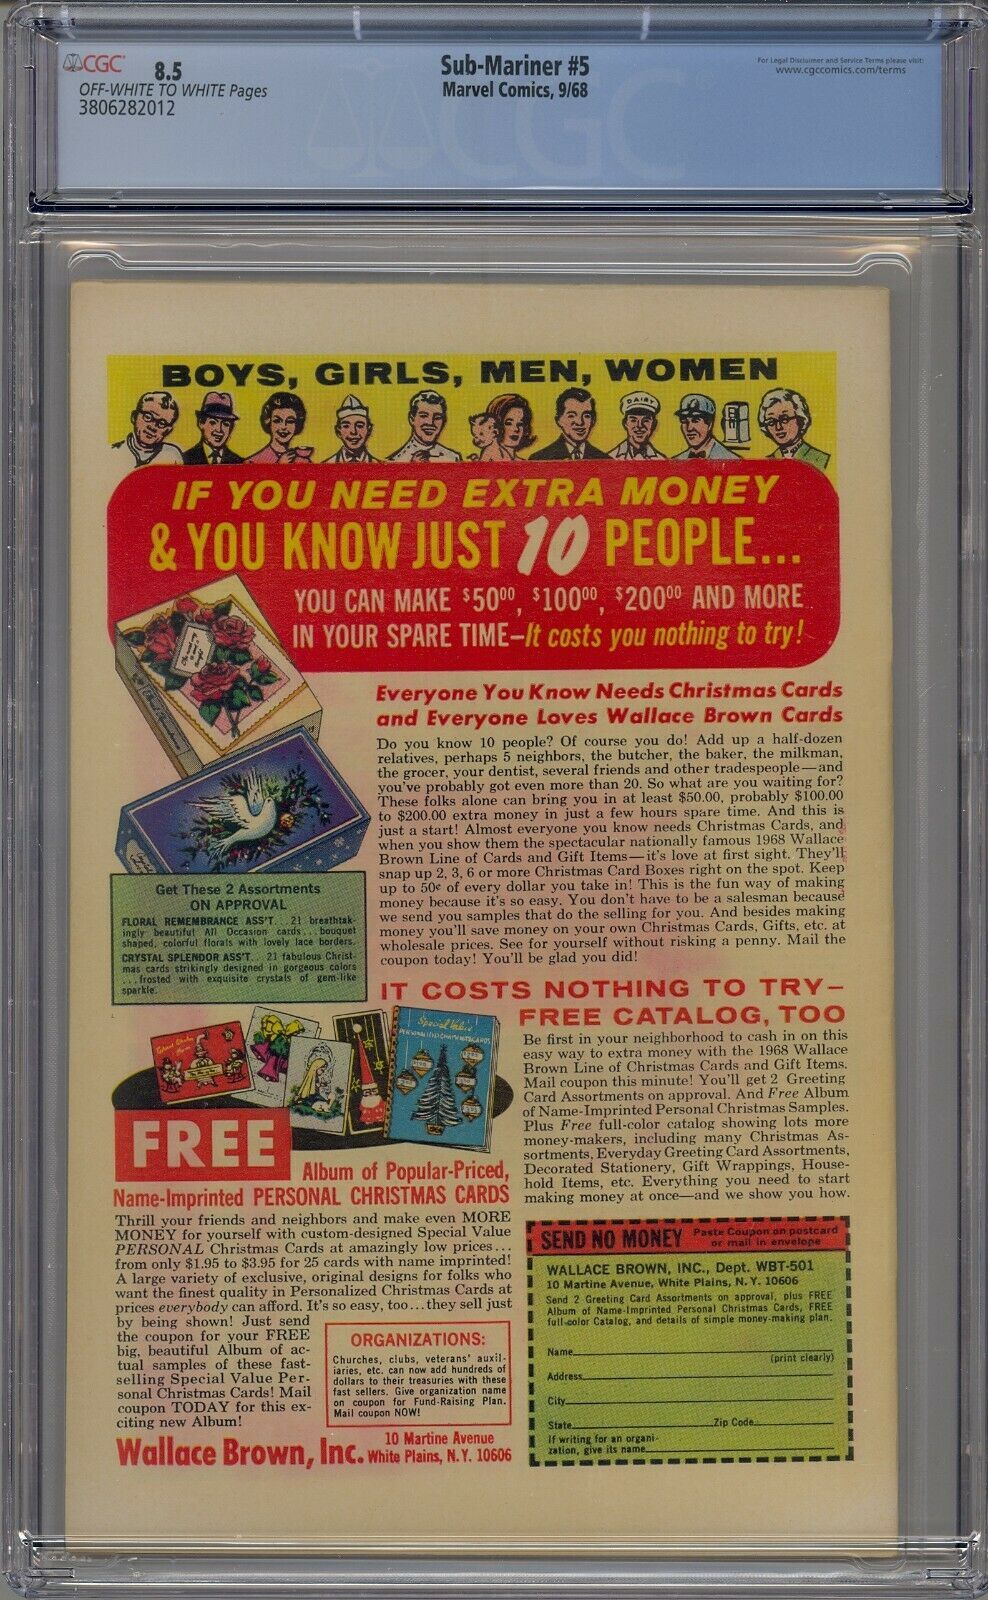 CGC 8.5
OFF-WHITE TO WHITE Pages
3806282012
Sub-Mariner #5
Marvel Comics, 9/68
For Legal Disclaimer and Service Terms please visit:
www.cgccomics.com/terms
CGC
BOYS, GIRLS, MEN, WOMEN
DAIRY
IF YOU NEED EXTRA MONEY
& YOU KNOW JUST 10 PEOPLE...
YOU CAN MAKE $50⁰⁰, $100⁰⁰, $200⁰⁰ AND MORE
IN YOUR SPARE TIME–It costs you nothing to try!
Everyone You Know Needs Christmas Cards
and Everyone Loves Wallace Brown Cards
Do you know 10 people? Of course you do! Add up a half-dozen
relatives, perhaps 5 neighbors, the butcher, the baker, the milkman,
the grocer, your dentist, several friends and other tradespeople—and
you've probably got even more than 20. So what are you waiting for?
These folks alone can bring you in at least $50.00, probably $100.00
to $200.00 extra money in just a few hours spare time. And this is
just a start! Almost everyone you know needs Christmas Cards, and
when you show them the spectacular nationally famous 1968 Wallace
Brown Line of Cards and Gift Items—it's love at first sight. They'll
snap up 2, 3, 6 or more Christmas Card Boxes right on the spot. Keep
up to 50¢ of every dollar you take in! This is the fun way of making
money because it's so easy. You don't have to be a salesman because
we send you samples that do the selling for you. And besides making
money you'll save money on your own Christmas Cards, Gifts, etc. at
wholesale prices. See for yourself without risking a penny. Mail the
coupon today! You'll be glad you did!
Get These 2 Assortments
ON APPROVAL
FLORAL REMEMBRANCE ASS'T. . . 21 breathtak-
ingly beautiful All Occasion cards... bouquet
shaped, colorful florals with lovely lace borders.
CRYSTAL SPLENDOR ASS'T. . . 21 fabulous Christ-
mas cards strikingly designed in gorgeous colors
...frosted with exquisite crystals of gem-like
sparkle.
IT COSTS NOTHING TO TRY–
FREE CATALOG, TOO
Be first in your neighborhood to cash in on this
easy way to extra money with the 1968 Wallace
Brown Line of Christmas Cards and Gift Items.
Mail coupon this minute! You'll get 2 Greeting
Card Assortments on approval. And Free Album
of Name-Imprinted Personal Christmas Samples.
Plus Free full-color catalog showing lots more
money-makers, including many Christmas As-
sortments, Everyday Greeting Card Assortments,
Decorated Stationery, Gift Wrappings, House-
hold Items, etc. Everything you need to start
making money at once—and we show you how.
Special Value
PERSONALIZED CHRISTMAS CARDS
FREE
Album of Popular-Priced,
Name-Imprinted PERSONAL CHRISTMAS CARDS
Thrill your friends and neighbors and make even MORE
MONEY for yourself with custom-designed Special Value
PERSONAL Christmas Cards at amazingly low prices...
from only $1.95 to $3.95 for 25 cards with name imprinted!
A large variety of exclusive, original designs for folks who
want the finest quality in Personalized Christmas Cards at
prices everybody can afford. It's so easy, too...they sell just
by being shown! Just send
the coupon for your FREE
big, beautiful Album of ac-
tual samples of these fast-
selling Special Value Per-
sonal Christmas Cards! Mail
coupon TODAY for this ex-
citing new Album!
ORGANIZATIONS:
Churches, clubs, veterans' auxil-
iaries, etc. can now add hundreds of
dollars to their treasuries with these
fast sellers. Give organization name
on coupon for Fund-Raising Plan.
Mail coupon NOW!
Wallace Brown, Inc. 10 Martine Avenue
White Plains, N.Y. 10606
SEND NO MONEY Paste Coupon on postcard
or mail in envelope
WALLACE BROWN, INC., Dept. WBT-501
10 Martine Avenue, White Plains, N. Y. 10606
Send 2 Greeting Card Assortments on approval, plus FREE
Album of Name-Imprinted Personal Christmas Cards, FREE
full-color Catalog, and details of simple money-making plan.
Name
(print clearly)
Address
City
State Zip Code
If writing for an organi-
zation, give its name